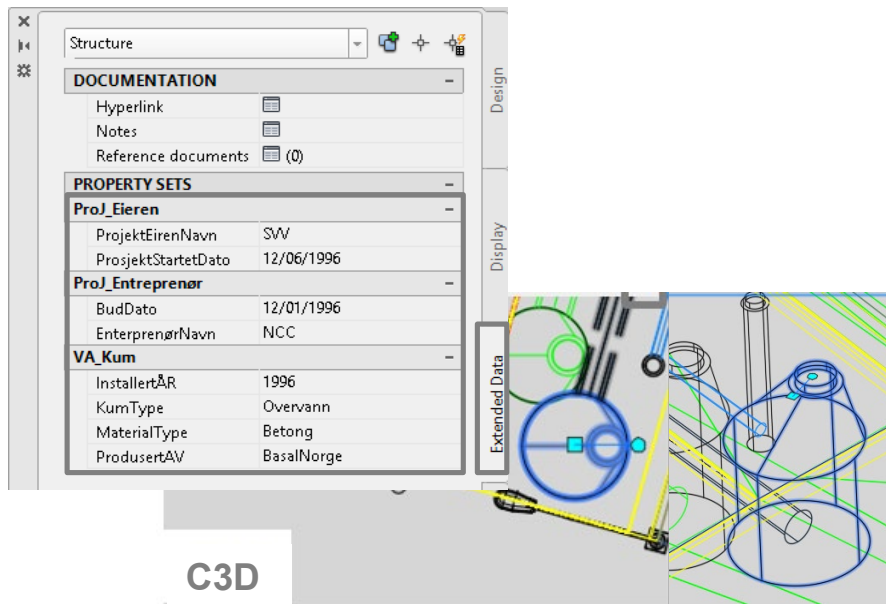 Structure
DOCUMENTATION
Hyperlink
Notes
Reference documents (0)
PROPERTY SETS
ProJ_Eieren
ProjektEirenNavn SVV
ProsjektStartetDato 12/06/1996
ProJ_Entreprenør
BudDato 12/01/1996
EnterprenørNavn NCC
VA_Kum
InstallertÅR 1996
KumType Overvann
MaterialType Betong
ProdusertAV BasalNorge
Design
Display
Extended Data
C3D